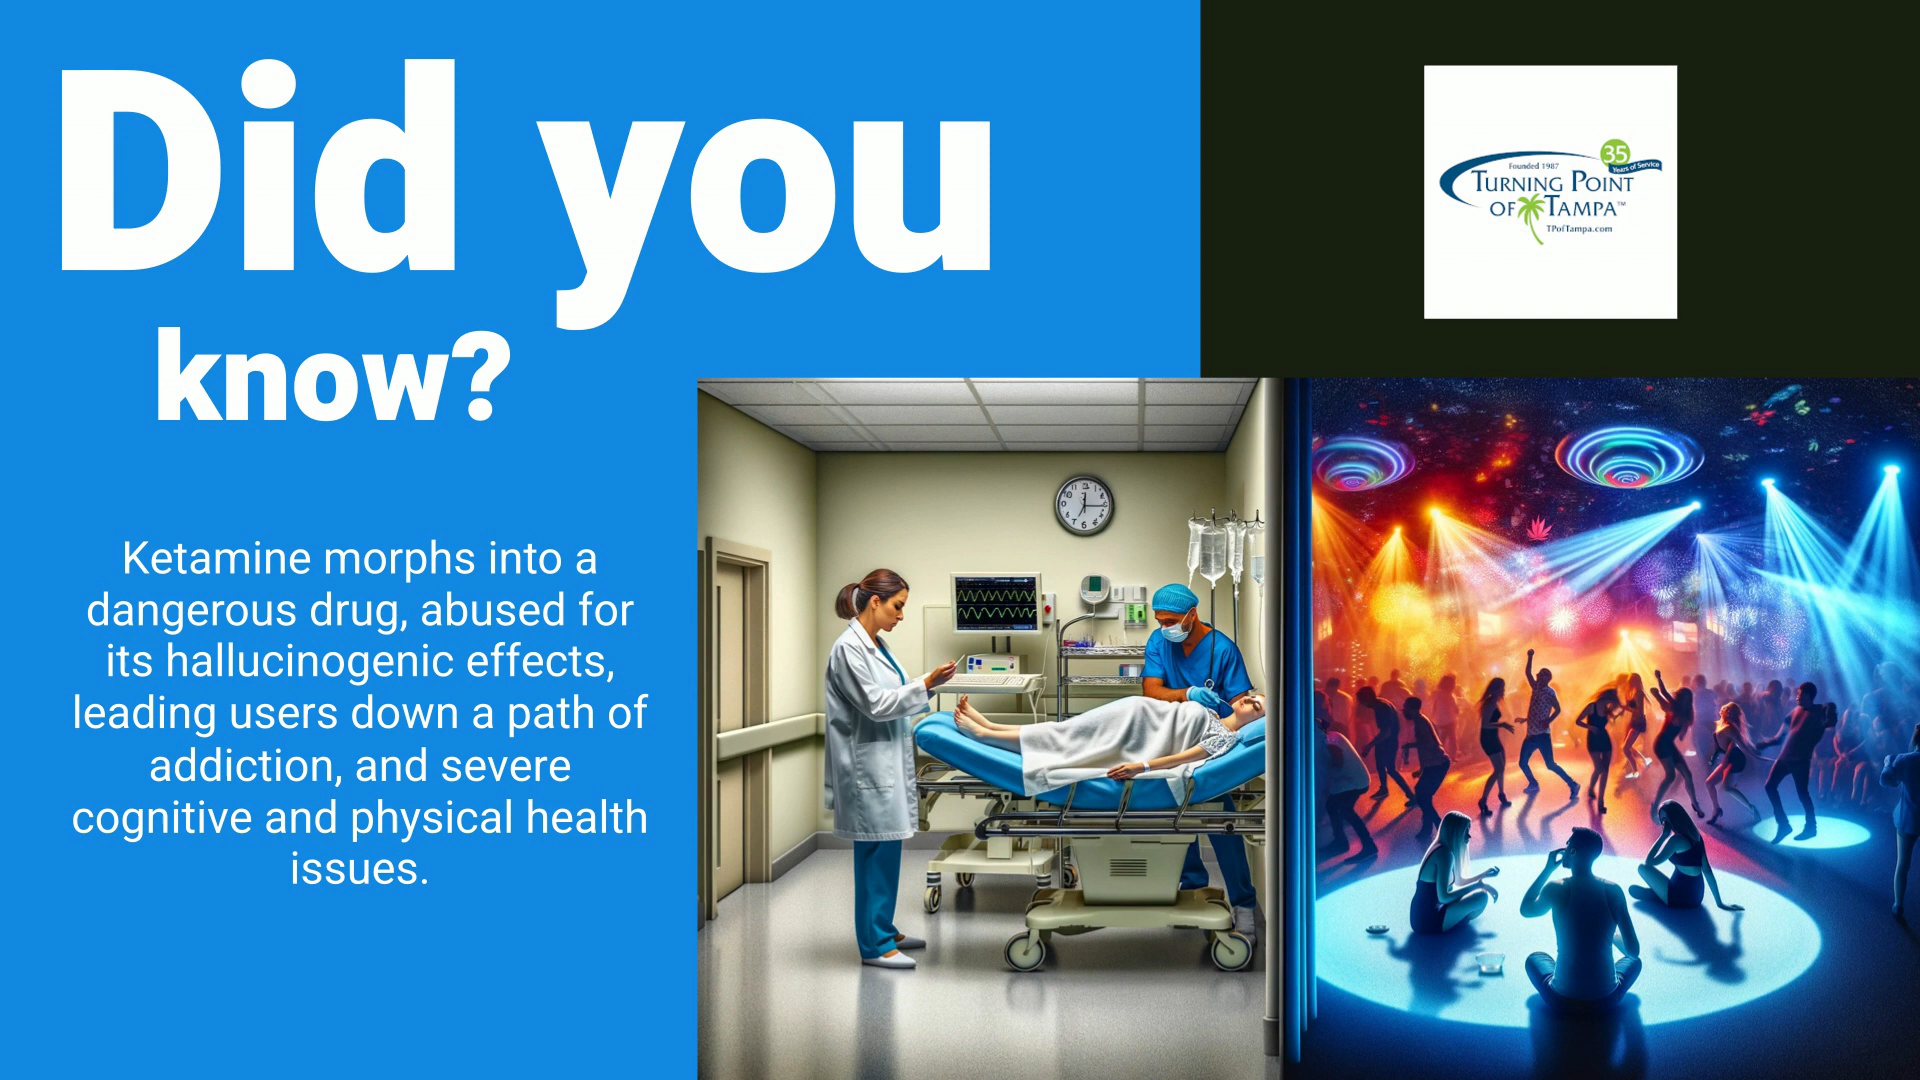 Did you
know?
Founded 1987
35
Years of Service
TURNING POINT
OF TAMPA™
TPofTampa.com
Ketamine morphs into a
dangerous drug, abused for
its hallucinogenic effects,
leading users down a path of
addiction, and severe
cognitive and physical health
issues.